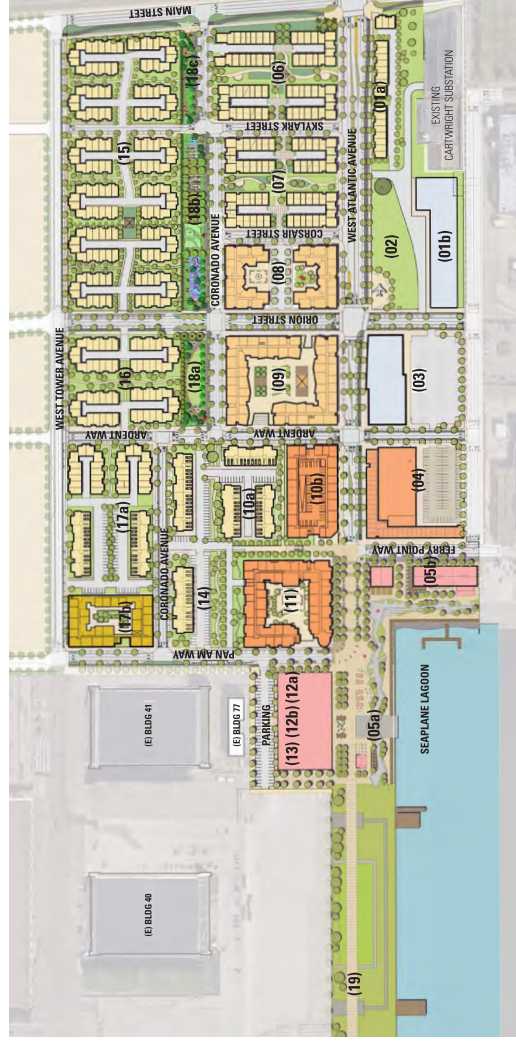 MAIN STREET
(15)
(18c)
(06)
(01a)
EXISTING
CARTWRIGHT SUBSTATION
SKYLARK STREET
WEST ATLANTIC AVENUE
(18b)
(07)
CORONADO AVENUE
CORSAIR STREET
(02)
(01b)
(08)
ORION STREET
WEST TOWER AVENUE
(16)
(18a)
(09)
(03)
ARDENT WAY
ARDENT WAY
(17a)
(10a)
(10b)
(04)
CORONADO AVENUE
FERRY POINT WAY
(05b)
(17b)
(14)
(11)
PAN AM WAY
(E) BLDG 41
(E) BLDG 77
PARKING
(13) (12b) (12a)
(05a)
SEAPLANE LAGOON
(E) BLDG 40
(19)